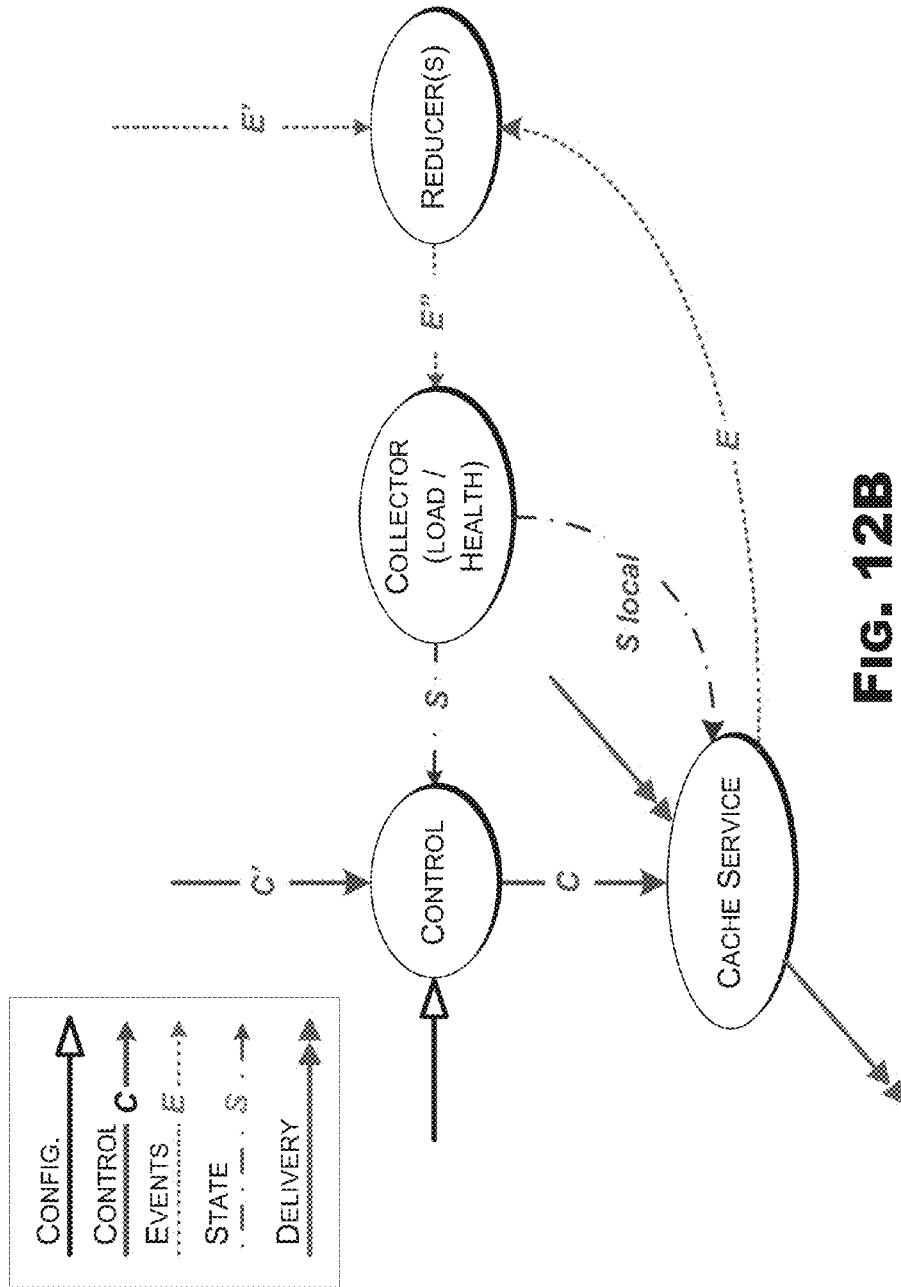 CONFIG.
CONTROL
C
EVENTS
E
STATE
S
DELIVERY
C'
CONTROL
C
S
COLLECTOR
(LOAD /
HEALTH)
E"
REDUCER(S)
E'
S local
E
CACHE SERVICE
FIG. 12B